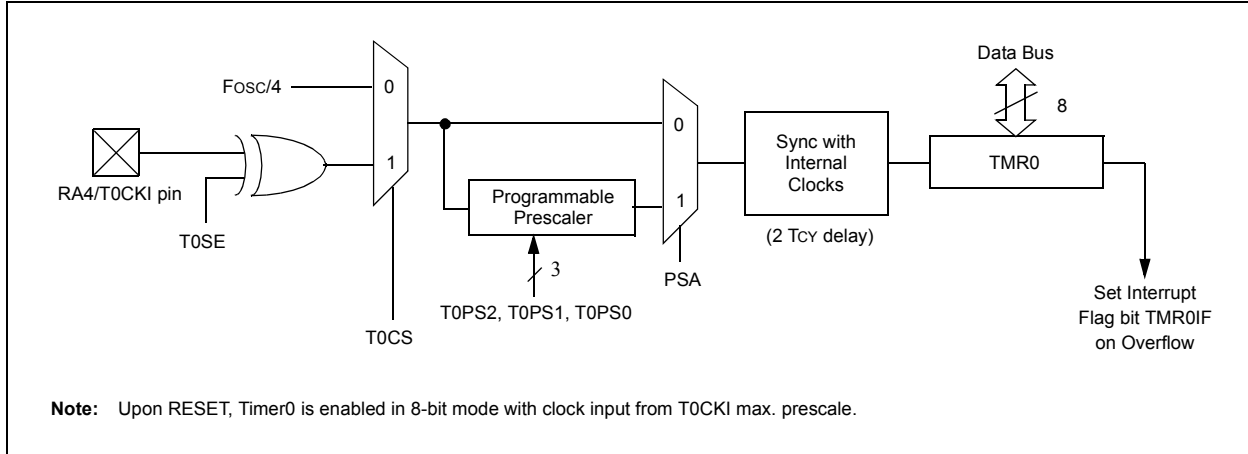 Data Bus
8
FOSC/4
0
1
RA4/T0CKI pin
T0SE
T0CS
Programmable
Prescaler
3
T0PS2, T0PS1, T0PS0
0
1
PSA
Sync with
Internal
Clocks
(2 TCY delay)
TMR0
Set Interrupt
Flag bit TMR0IF
on Overflow
Note: Upon RESET, Timer0 is enabled in 8-bit mode with clock input from T0CKI max. prescale.